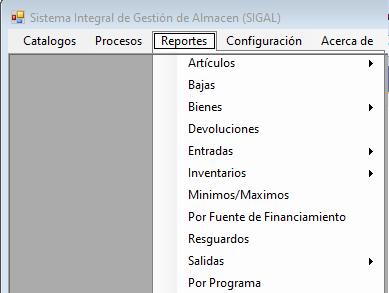 Sistema Integral de Gestión de Almacen (SIGAL)
Catalogos Procesos Reportes Configuración Acerca de
Artículos
Bajas
Bienes
Devoluciones
Entradas
Inventarios
Minimos/Maximos
Por Fuente de Financiamiento
Resguardos
Salidas
Por Programa